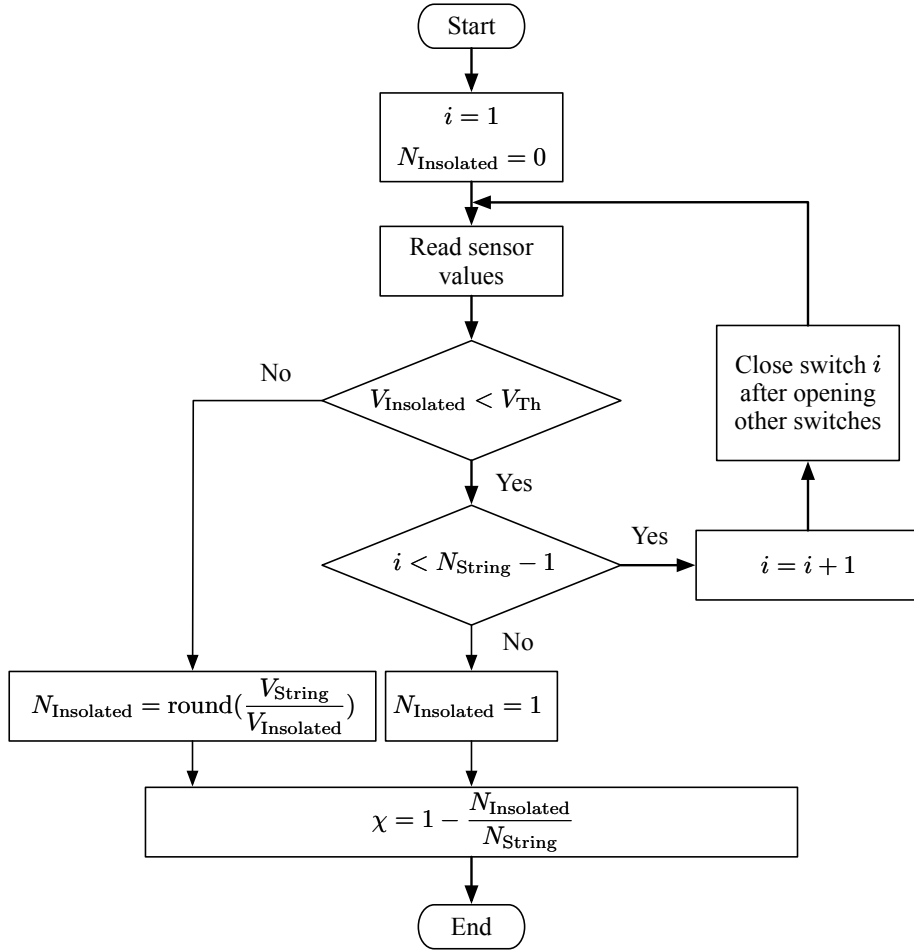 Start
i = 1
N_Insolated = 0
Read sensor
values
No
V_Insolated < V_Th
Close switch i
after opening
other switches
Yes
i < N_String − 1
Yes
i = i + 1
No
N_Insolated = round(V_String / V_Insolated)
N_Insolated = 1
χ = 1 − N_Insolated / N_String
End